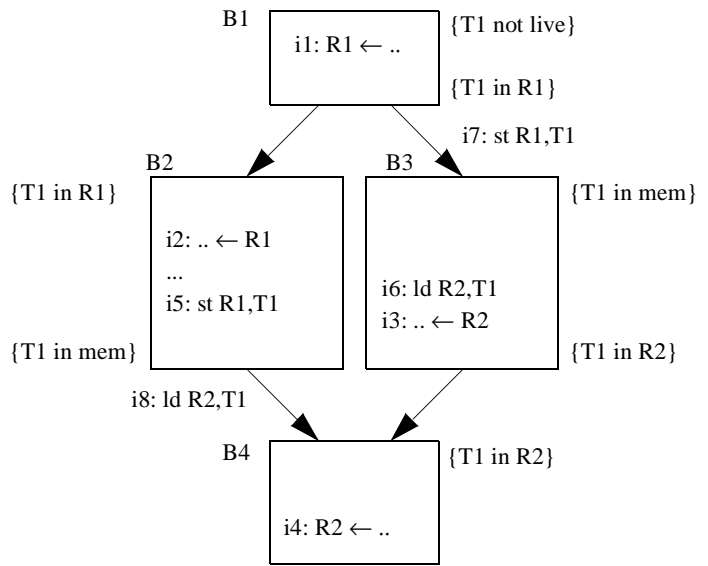 B1
{T1 not live}
i1: R1 ← ..
{T1 in R1}
i7: st R1,T1
B2
B3
{T1 in R1}
{T1 in mem}
i2: .. ← R1
...
i5: st R1,T1
i6: ld R2,T1
i3: .. ← R2
{T1 in mem}
{T1 in R2}
i8: ld R2,T1
B4
{T1 in R2}
i4: R2 ← ..